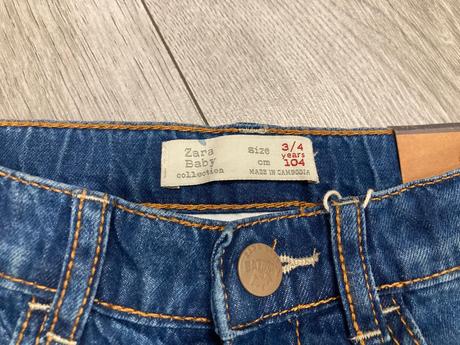 Zara
Baby
collection
size 3/4
years
cm 104
MADE IN CAMBODIA